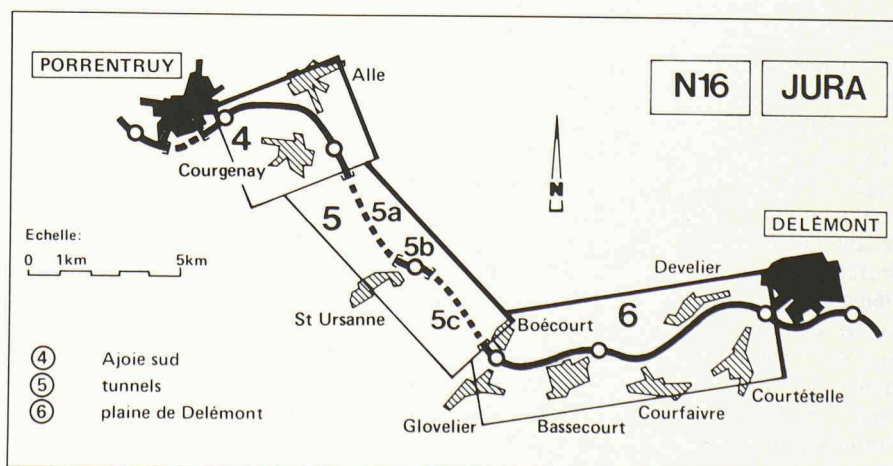 PORRENTRUY
Alle
N16
JURA
4
Courgenay
5
5a
N
Echelle:
0 1km 5km
5b
DELÉMONT
Develier
St Ursanne
5c
Boécourt
6
4 Ajoie sud
5 tunnels
6 plaine de Delémont
Glovelier
Bassecourt
Courfaivre
Courtételle